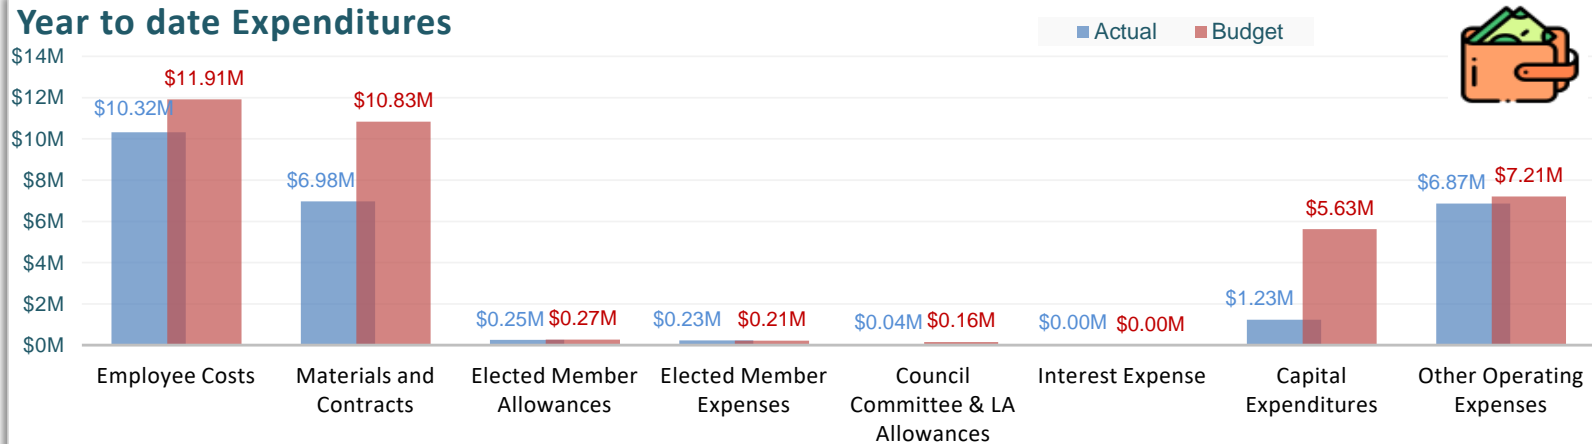 Year to date Expenditures
Actual Budget
$14M
$12M
$10M
$8M
$6M
$4M
$2M
$0M
$10.32M $11.91M
$6.98M $10.83M
$0.25M $0.27M
$0.23M $0.21M
$0.04M $0.16M
$0.00M $0.00M
$1.23M $5.63M
$6.87M $7.21M
Employee Costs
Materials and
Contracts
Elected Member
Allowances
Elected Member
Expenses
Council
Committee & LA
Allowances
Interest Expense
Capital
Expenditures
Other Operating
Expenses